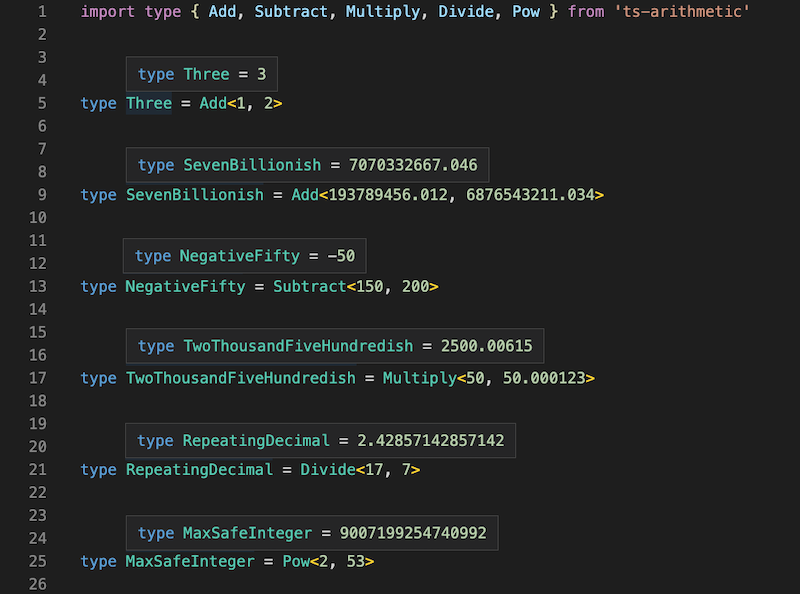 1 import type { Add, Subtract, Multiply, Divide, Pow } from 'ts-arithmetic'
2
3
type Three = 3
4
5 type Three = Add<1, 2>
6
7
type SevenBillionish = 7070332667.046
8
9 type SevenBillionish = Add<193789456.012, 6876543211.034>
10
11
type NegativeFifty = -50
12
13 type NegativeFifty = Subtract<150, 200>
14
15
type TwoThousandFiveHundredish = 2500.00615
16
17 type TwoThousandFiveHundredish = Multiply<50, 50.000123>
18
19
type RepeatingDecimal = 2.42857142857142
20
21 type RepeatingDecimal = Divide<17, 7>
22
23
type MaxSafeInteger = 9007199254740992
24
25 type MaxSafeInteger = Pow<2, 53>
26